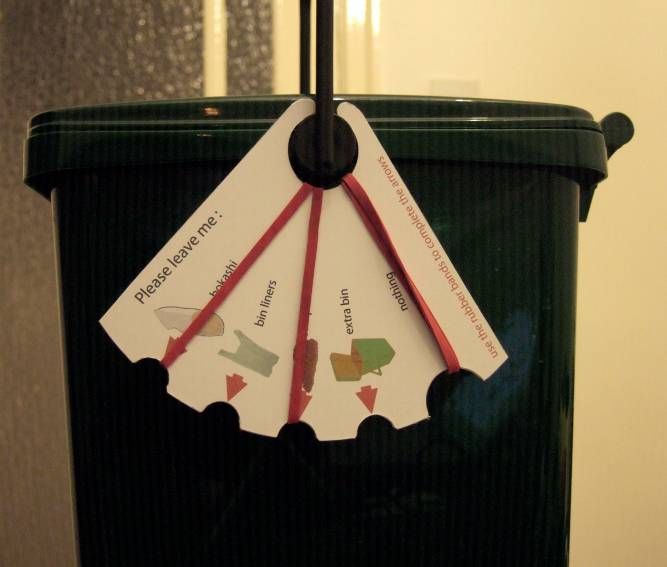 Please leave me :
bokashi
bin liners
extra bin
nothing
use the rubber bands to complete the arrows